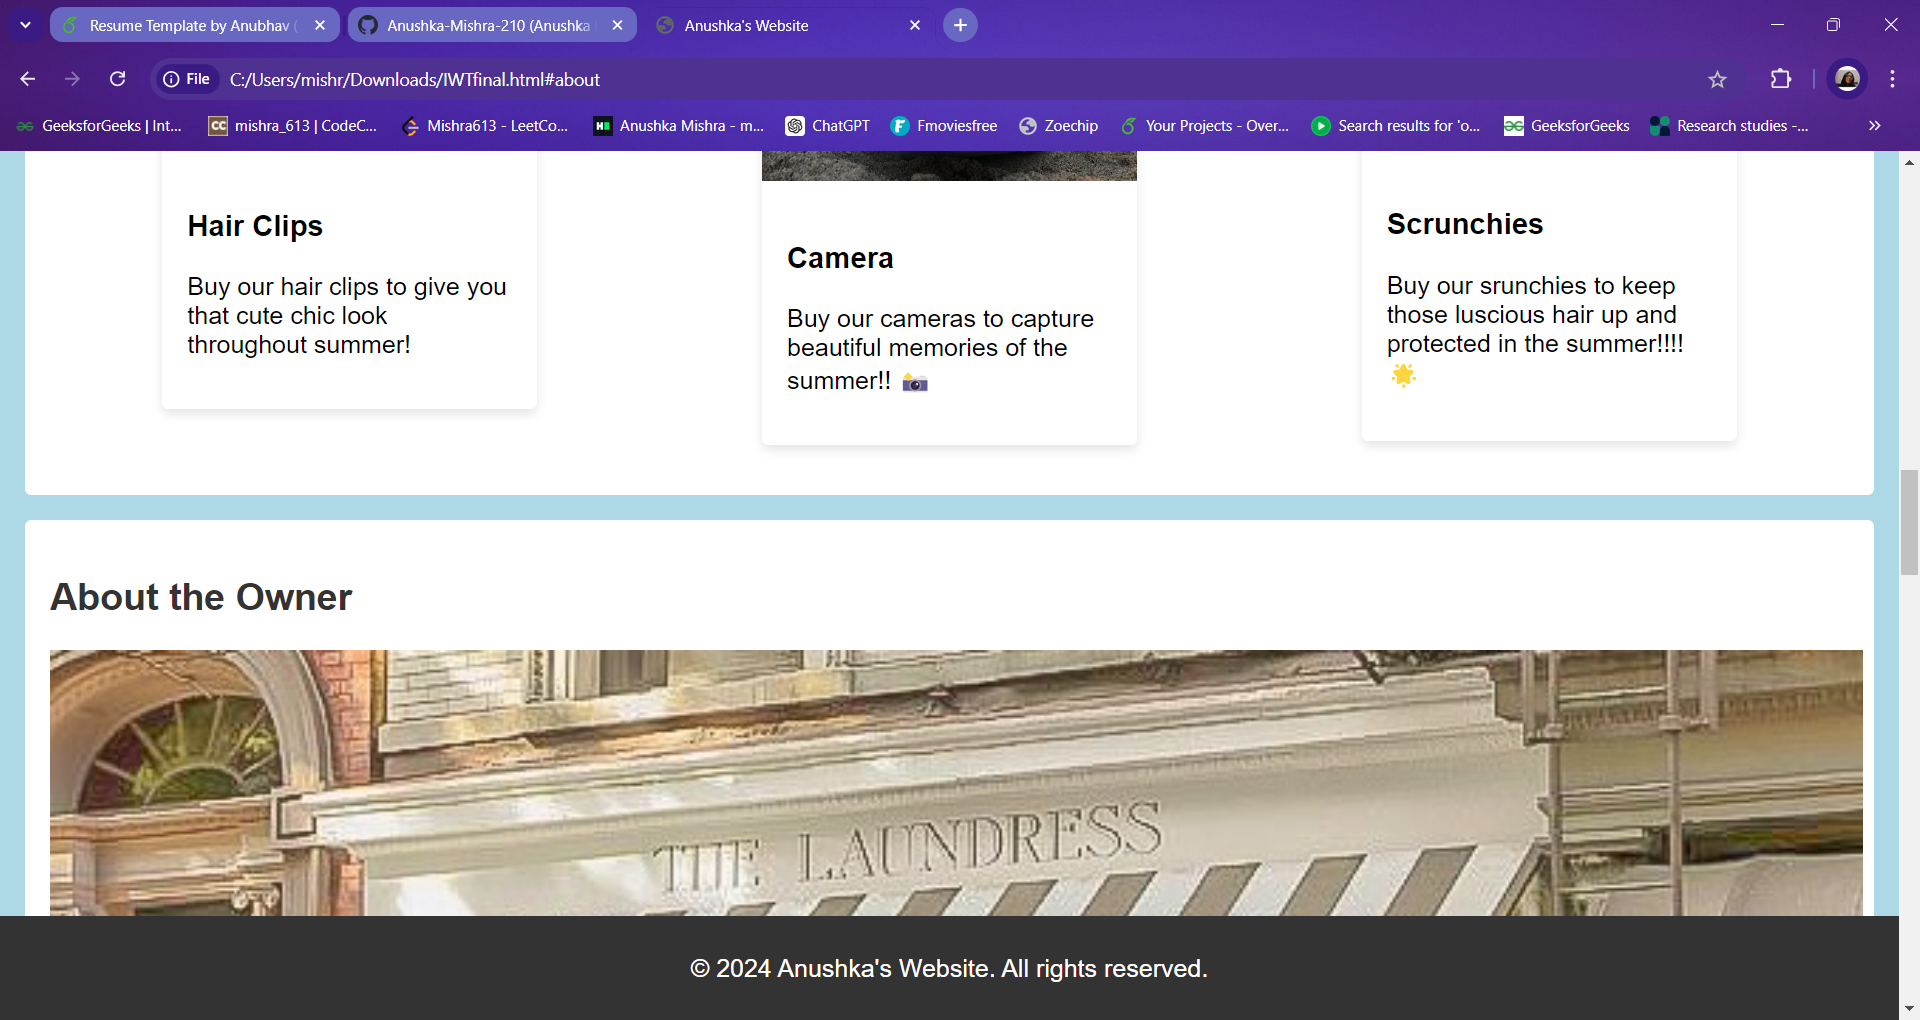 Resume Template by Anubhav (
Anushka-Mishra-210 (Anushka
Anushka's Website
File
C:/Users/mishr/Downloads/IWTfinal.html#about
GeeksforGeeks | Int...
CC
mishra_613 | CodeC...
Mishra613 - LeetCo...
H
Anushka Mishra - m...
ChatGPT
F
Fmoviesfree
Zoechip
Your Projects - Over...
Search results for 'o...
GeeksforGeeks
Research studies -...
Hair Clips
Buy our hair clips to give you
that cute chic look
throughout summer!
Camera
Buy our cameras to capture
beautiful memories of the
summer!! 📸
Scrunchies
Buy our srunchies to keep
those luscious hair up and
protected in the summer!!!!
🌟
About the Owner
THE LAUNDRESS
© 2024 Anushka's Website. All rights reserved.